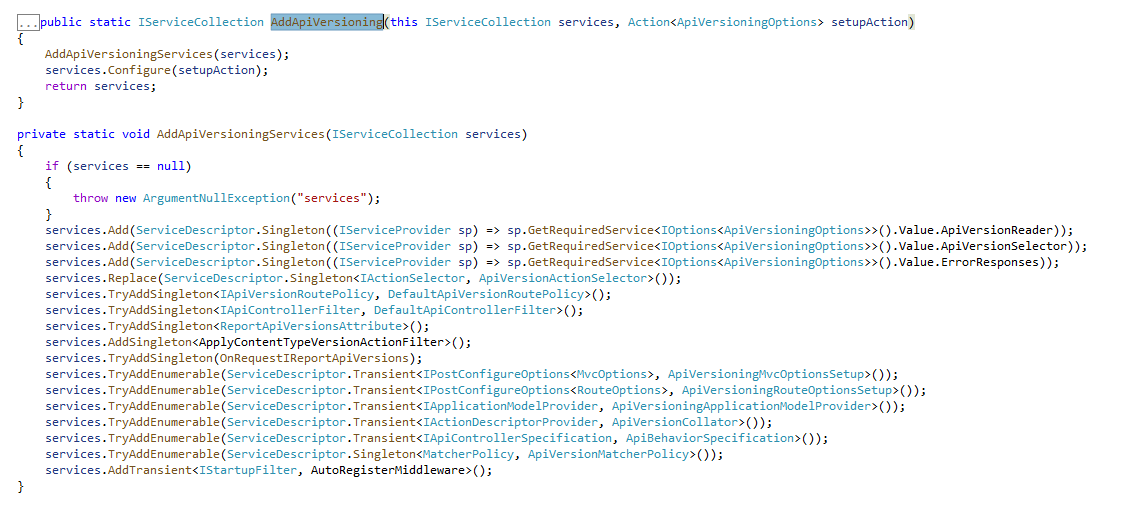 ...public static IServiceCollection AddApiVersioning(this IServiceCollection services, Action<ApiVersioningOptions> setupAction)
{
    AddApiVersioningServices(services);
    services.Configure(setupAction);
    return services;
}

private static void AddApiVersioningServices(IServiceCollection services)
{
    if (services == null)
    {
        throw new ArgumentNullException("services");
    }
    services.Add(ServiceDescriptor.Singleton((IServiceProvider sp) => sp.GetRequiredService<IOptions<ApiVersioningOptions>>().Value.ApiVersionReader));
    services.Add(ServiceDescriptor.Singleton((IServiceProvider sp) => sp.GetRequiredService<IOptions<ApiVersioningOptions>>().Value.ApiVersionSelector));
    services.Add(ServiceDescriptor.Singleton((IServiceProvider sp) => sp.GetRequiredService<IOptions<ApiVersioningOptions>>().Value.ErrorResponses));
    services.Replace(ServiceDescriptor.Singleton<IActionSelector, ApiVersionActionSelector>());
    services.TryAddSingleton<IApiVersionRoutePolicy, DefaultApiVersionRoutePolicy>();
    services.TryAddSingleton<IApiControllerFilter, DefaultApiControllerFilter>();
    services.TryAddSingleton<ReportApiVersionsAttribute>();
    services.AddSingleton<ApplyContentTypeVersionActionFilter>();
    services.TryAddSingleton(OnRequestIReportApiVersions);
    services.TryAddEnumerable(ServiceDescriptor.Transient<IPostConfigureOptions<MvcOptions>, ApiVersioningMvcOptionsSetup>());
    services.TryAddEnumerable(ServiceDescriptor.Transient<IPostConfigureOptions<RouteOptions>, ApiVersioningRouteOptionsSetup>());
    services.TryAddEnumerable(ServiceDescriptor.Transient<IApplicationModelProvider, ApiVersioningApplicationModelProvider>());
    services.TryAddEnumerable(ServiceDescriptor.Transient<IActionDescriptorProvider, ApiVersionCollator>());
    services.TryAddEnumerable(ServiceDescriptor.Transient<IApiControllerSpecification, ApiBehaviorSpecification>());
    services.TryAddEnumerable(ServiceDescriptor.Singleton<MatcherPolicy, ApiVersionMatcherPolicy>());
    services.AddTransient<IStartupFilter, AutoRegisterMiddleware>();
}